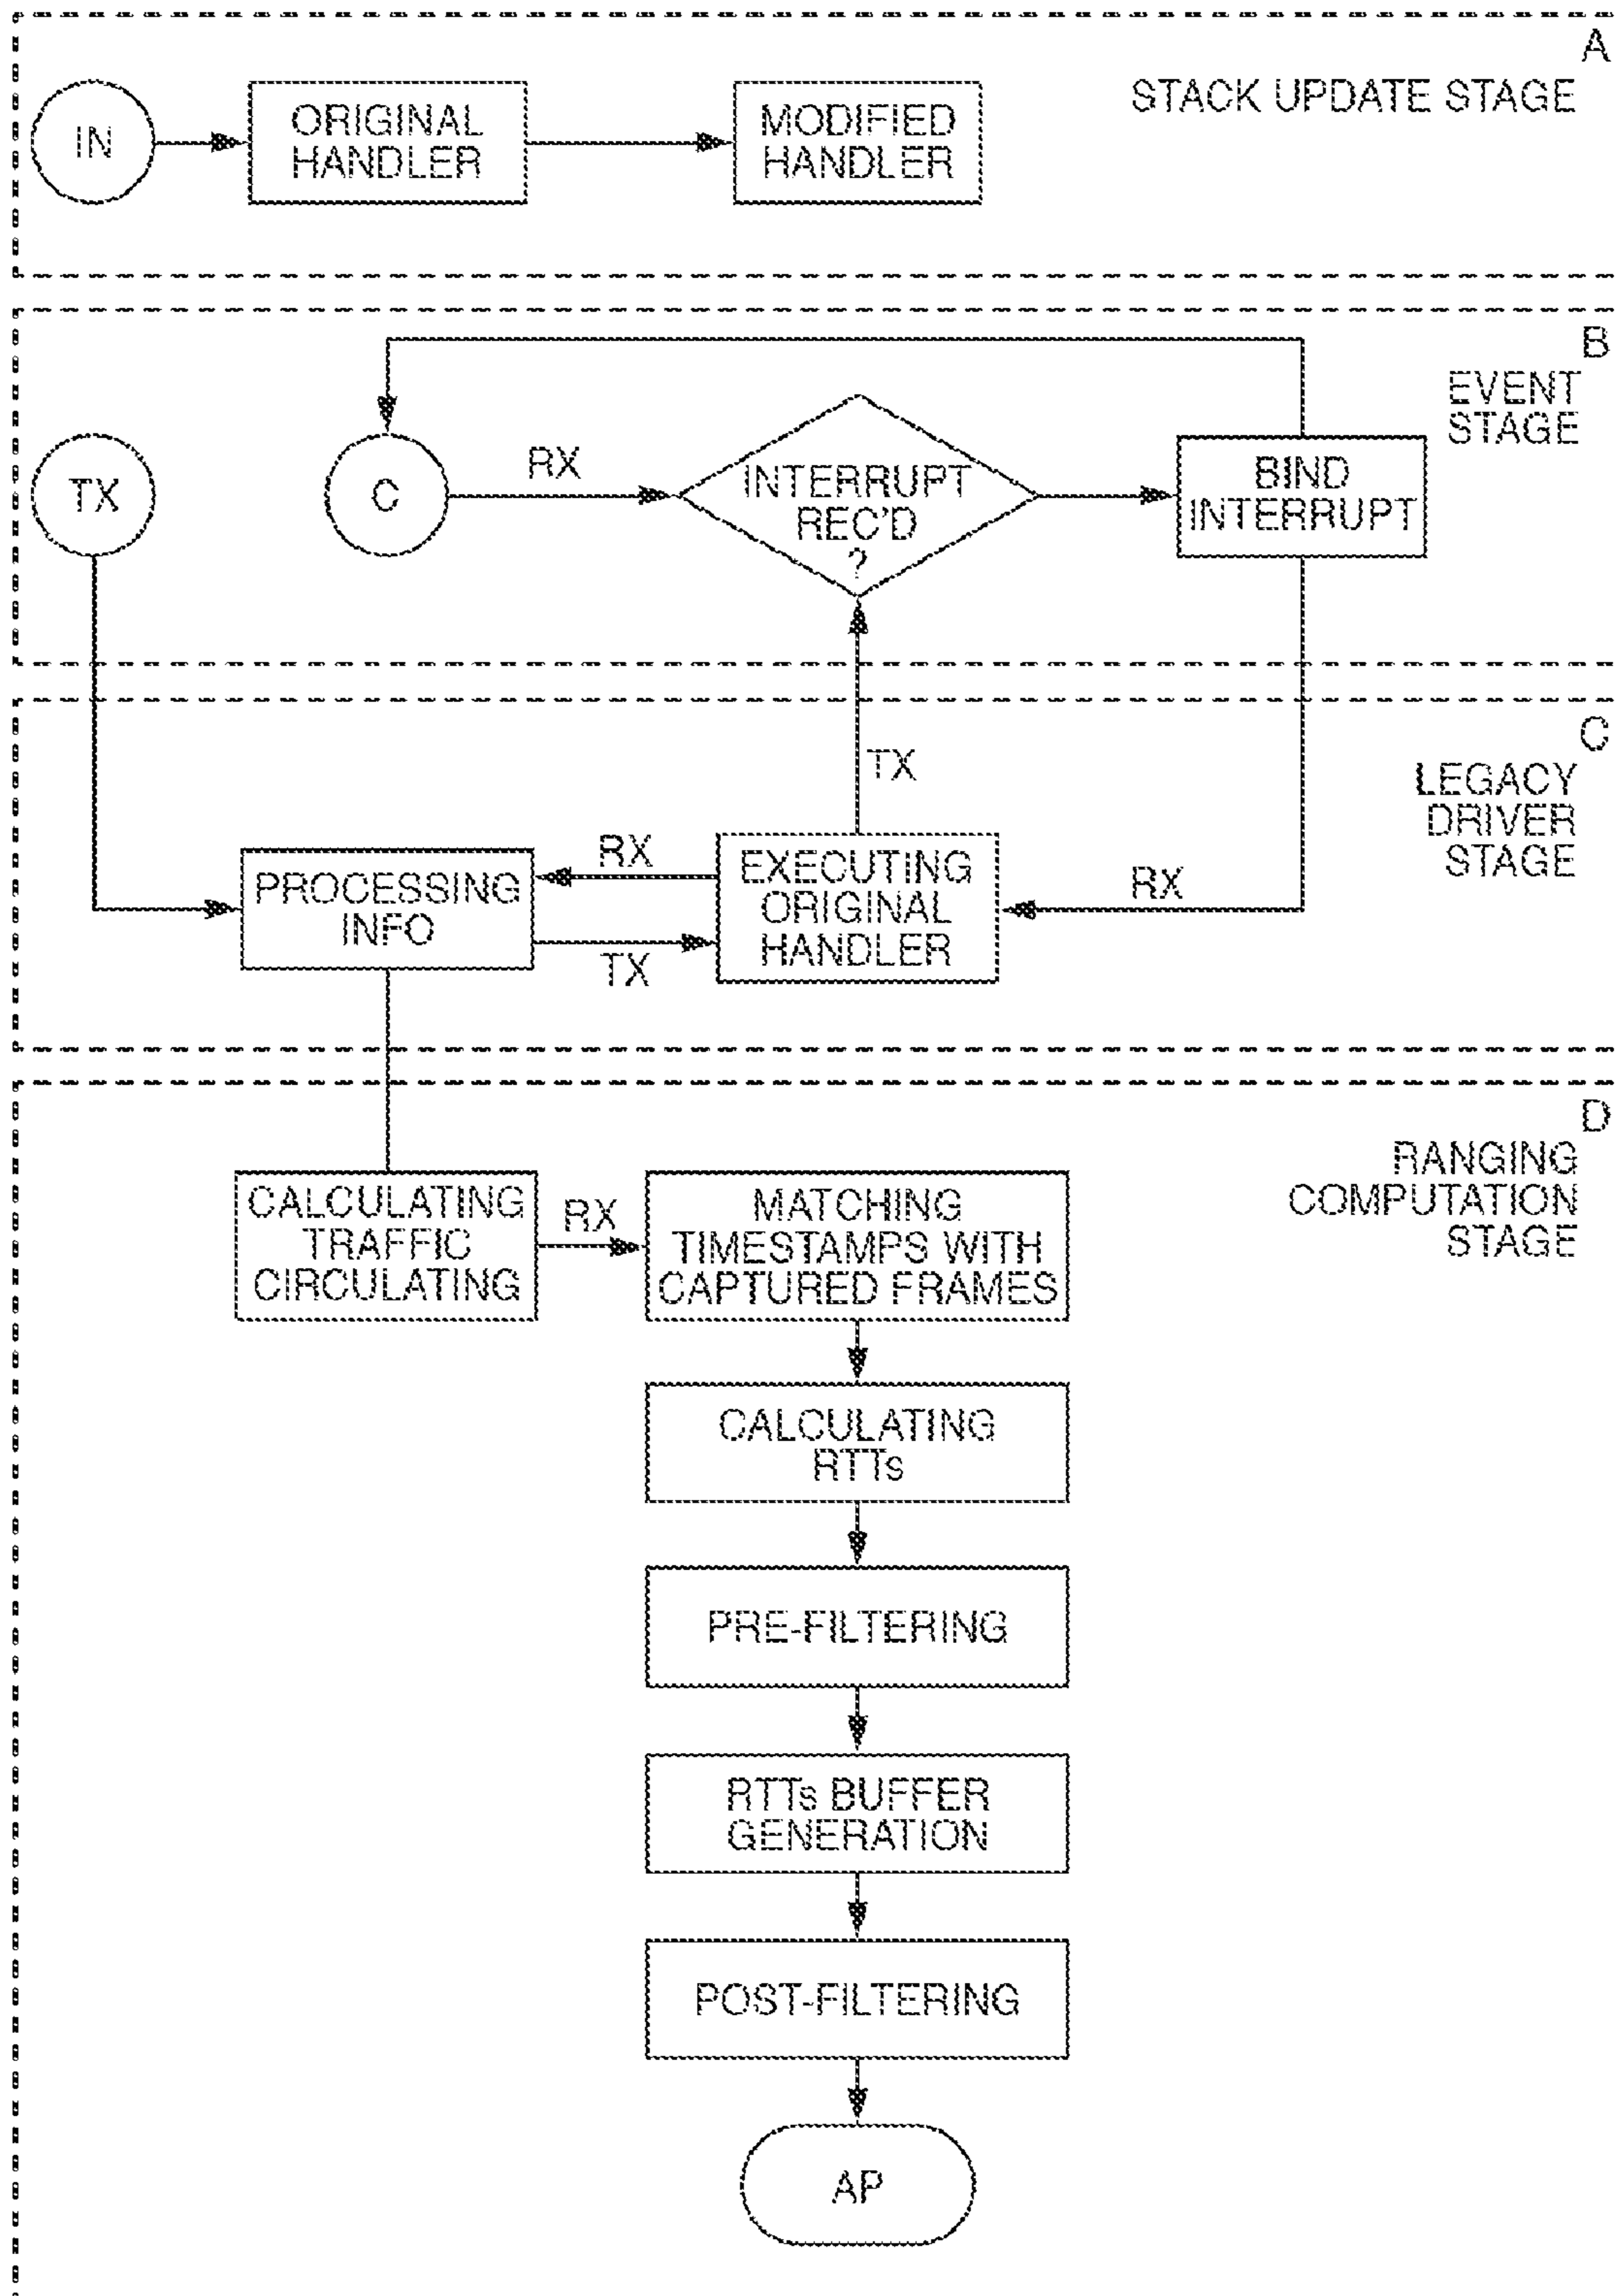 A
STACK UPDATE STAGE
IN
ORIGINAL
HANDLER
MODIFIED
HANDLER
B
EVENT
STAGE
TX
C
RX
INTERRUPT
REC'D
?
BIND
INTERRUPT
C
LEGACY
DRIVER
STAGE
TX
PROCESSING
INFO
RX
TX
EXECUTING
ORIGINAL
HANDLER
RX
D
RANGING
COMPUTATION
STAGE
CALCULATING
TRAFFIC
CIRCULATING
RX
MATCHING
TIMESTAMPS WITH
CAPTURED FRAMES
CALCULATING
RTTs
PRE-FILTERING
RTTs BUFFER
GENERATION
POST-FILTERING
AP